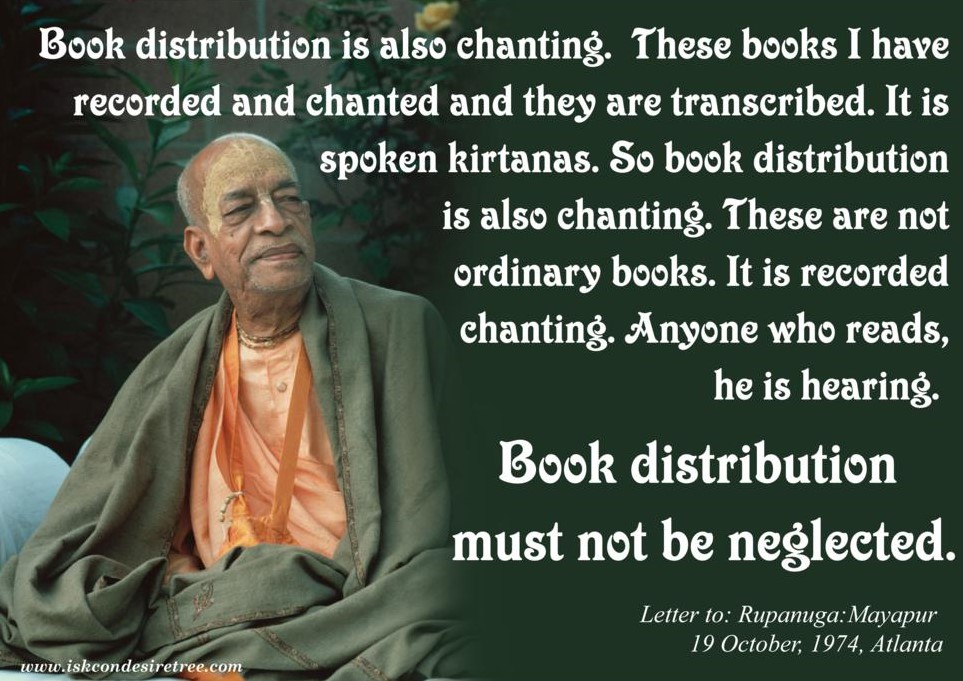 Book distribution is also chanting. These books I have
recorded and chanted and they are transcribed. It is
spoken kirtanas. So book distribution
is also chanting. These are not
ordinary books. It is recorded
chanting. Anyone who reads,
he is hearing.
Book distribution
must not be neglected.
Letter to: Rupanuga:Mayapur
19 October, 1974, Atlanta
www.iskcondesiretree.com